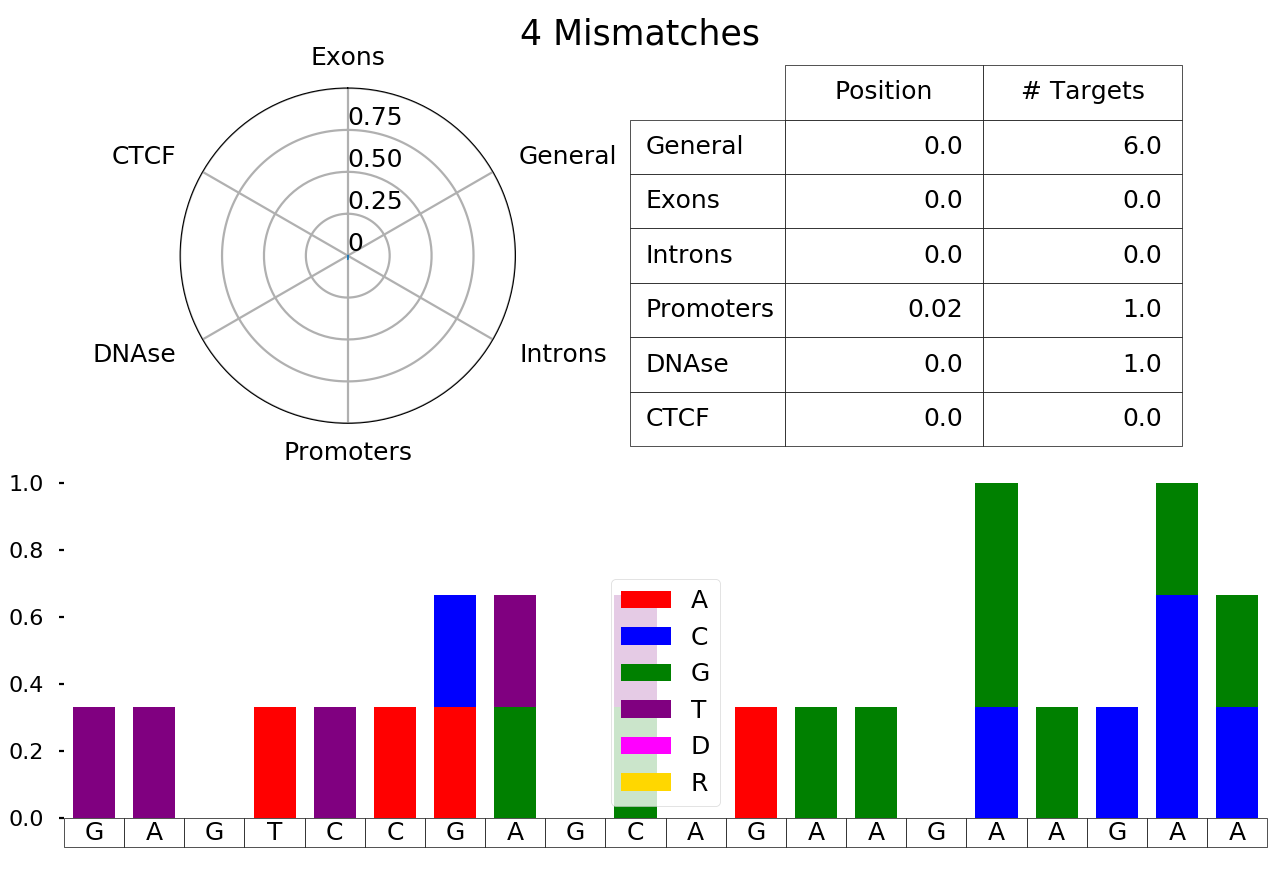 4 Mismatches
Exons
CTCF
General
0.75
0.50
0.25
0
DNAse
Introns
Promoters
Position # Targets
General 0.0 6.0
Exons 0.0 0.0
Introns 0.0 0.0
Promoters 0.02 1.0
DNAse 0.0 1.0
CTCF 0.0 0.0
1.0
0.8
0.6
0.4
0.2
0.0
A
C
G
T
D
R
G A G T C C G A G C A G A A G A A G A A